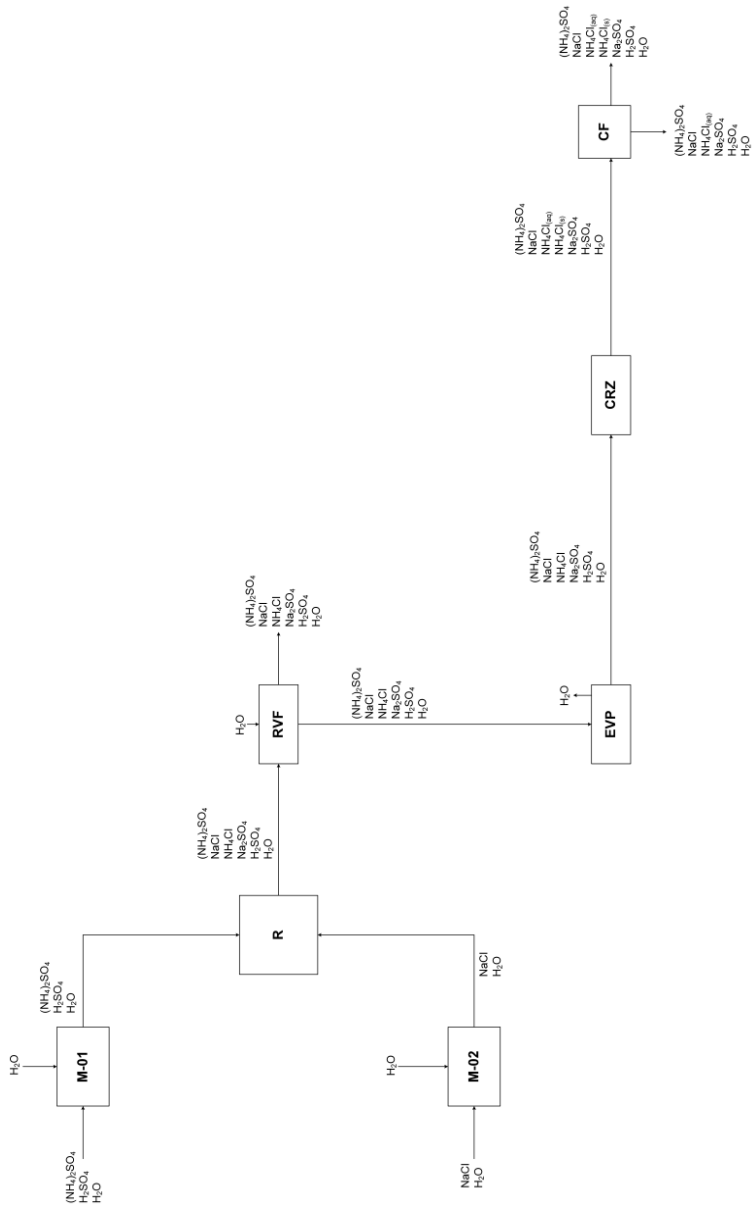 (NH₄)₂SO₄
H₂SO₄
H₂O
H₂O
M-01
(NH₄)₂SO₄
H₂SO₄
H₂O
NaCl
H₂O
H₂O
M-02
NaCl
H₂O
R
(NH₄)₂SO₄
NaCl
NH₄Cl
Na₂SO₄
H₂SO₄
H₂O
H₂O
RVF
(NH₄)₂SO₄
NaCl
NH₄Cl
Na₂SO₄
H₂SO₄
H₂O
(NH₄)₂SO₄
NaCl
NH₄Cl
Na₂SO₄
H₂SO₄
H₂O
H₂O
EVP
(NH₄)₂SO₄
NaCl
NH₄Cl
Na₂SO₄
H₂SO₄
H₂O
CRZ
(NH₄)₂SO₄
NaCl
NH₄Cl(aq)
NH₄Cl(s)
Na₂SO₄
H₂SO₄
H₂O
CF
(NH₄)₂SO₄
NaCl
NH₄Cl(aq)
NH₄Cl(s)
Na₂SO₄
H₂SO₄
H₂O
(NH₄)₂SO₄
NaCl
NH₄Cl(aq)
Na₂SO₄
H₂SO₄
H₂O